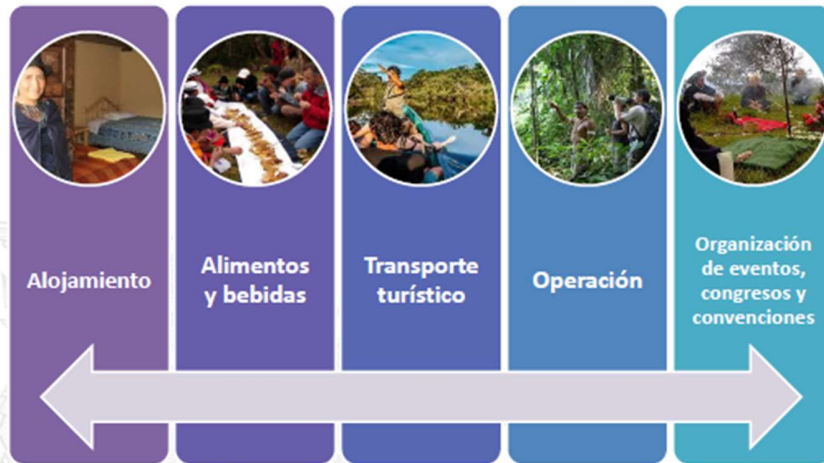 Alojamiento
Alimentos
y bebidas
Transporte
turístico
Operación
Organización
de eventos,
congresos y
convenciones